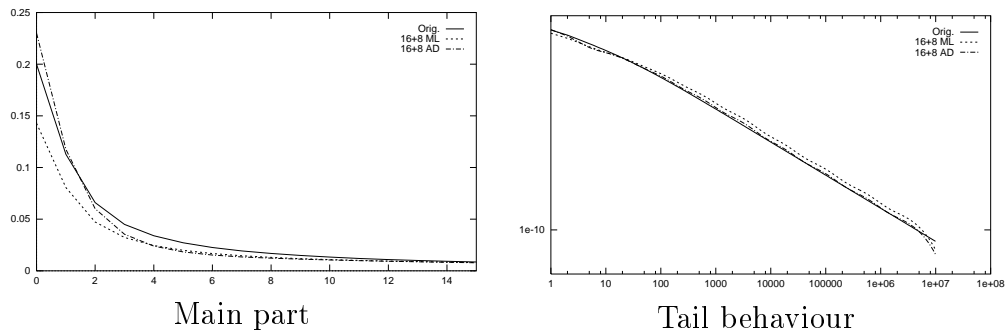 Orig.
16+8 ML
16+8 AD
0.25
0.2
0.15
0.1
0.05
0
0 2 4 6 8 10 12 14
Main part
Orig.
16+8 ML
16+8 AD
1e-10
1 10 100 1000 10000 100000 1e+06 1e+07 1e+08
Tail behaviour